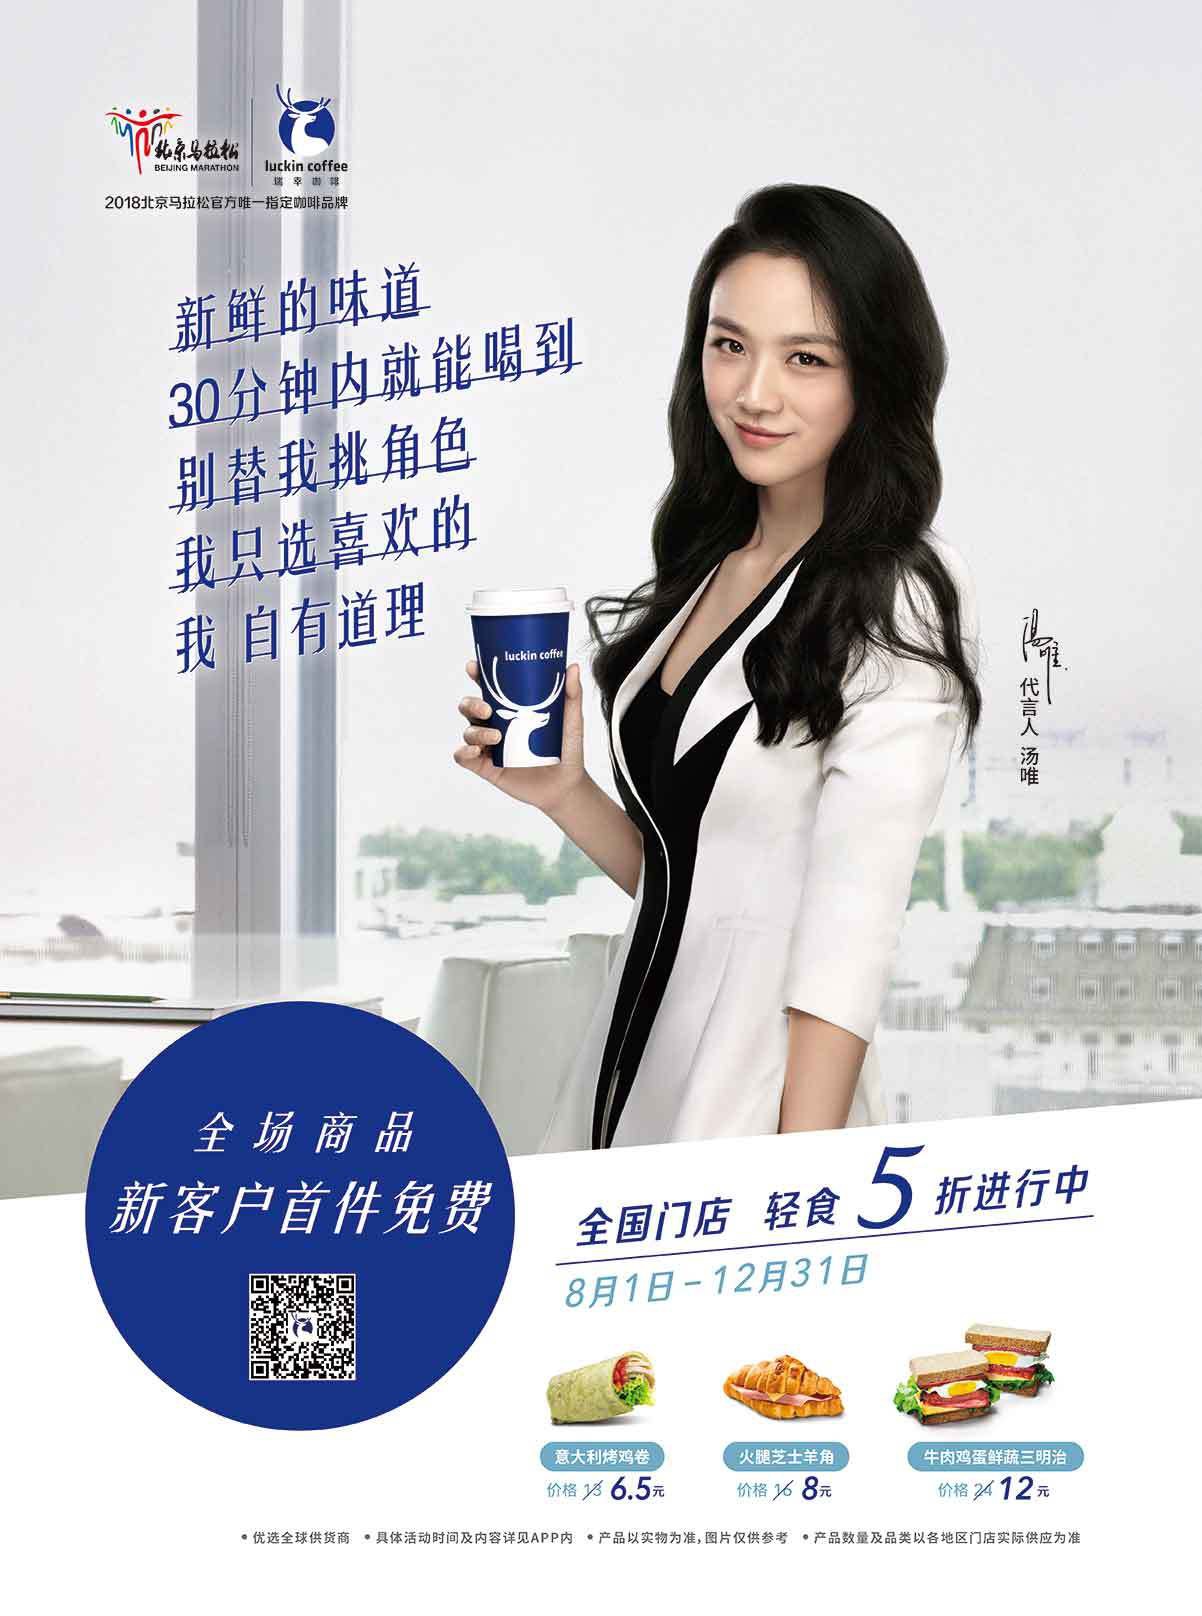 北京马拉松
BEIJING MARATHON
luckin coffee
瑞幸咖啡
2018北京马拉松官方唯一指定咖啡品牌
新鲜的味道
30分钟内就能喝到
别替我挑角色
我只选喜欢的
我 自有道理
luckin coffee
汤唯
代言人 汤唯
全场商品
新客户首件免费
全国门店 轻食5折进行中
8月1日-12月31日
意大利烤鸡卷
价格 13 6.5元
火腿芝士羊角
价格 16 8元
牛肉鸡蛋鲜蔬三明治
价格 24 12元
•优选全球供货商 •具体活动时间及内容详见APP内 •产品以实物为准,图片仅供参考 •产品数量及品类以各地区门店实际供应为准